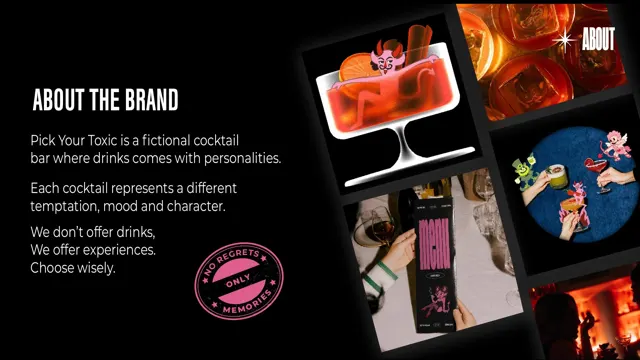 ABOUT
ABOUT THE BRAND
Pick Your Toxic is a fictional cocktail
bar where drinks comes with personalities.
Each cocktail represents a different
temptation, mood and character.
We don't offer drinks,
We offer experiences.
Choose wisely.
NO REGRETS
ONLY
MEMORIES
menu